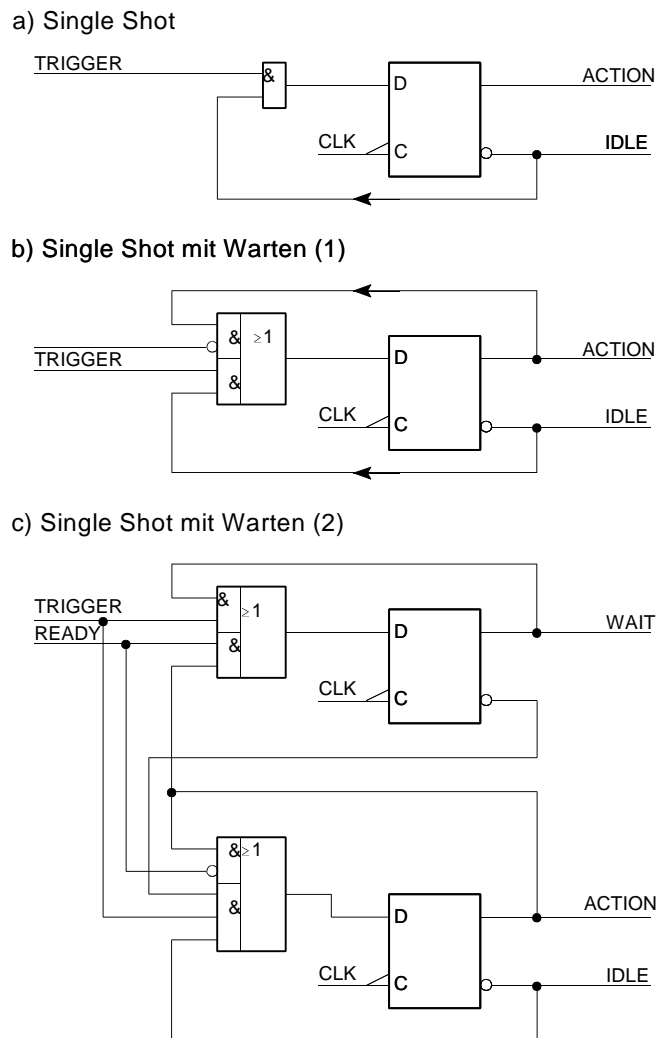 a) Single Shot
TRIGGER
&
D
ACTION
CLK
C
IDLE
b) Single Shot mit Warten (1)
& ≥1
TRIGGER
&
D
ACTION
CLK
C
IDLE
c) Single Shot mit Warten (2)
TRIGGER
& ≥1
READY
&
D
WAIT
CLK
C
&≥1
&
D
ACTION
CLK
C
IDLE